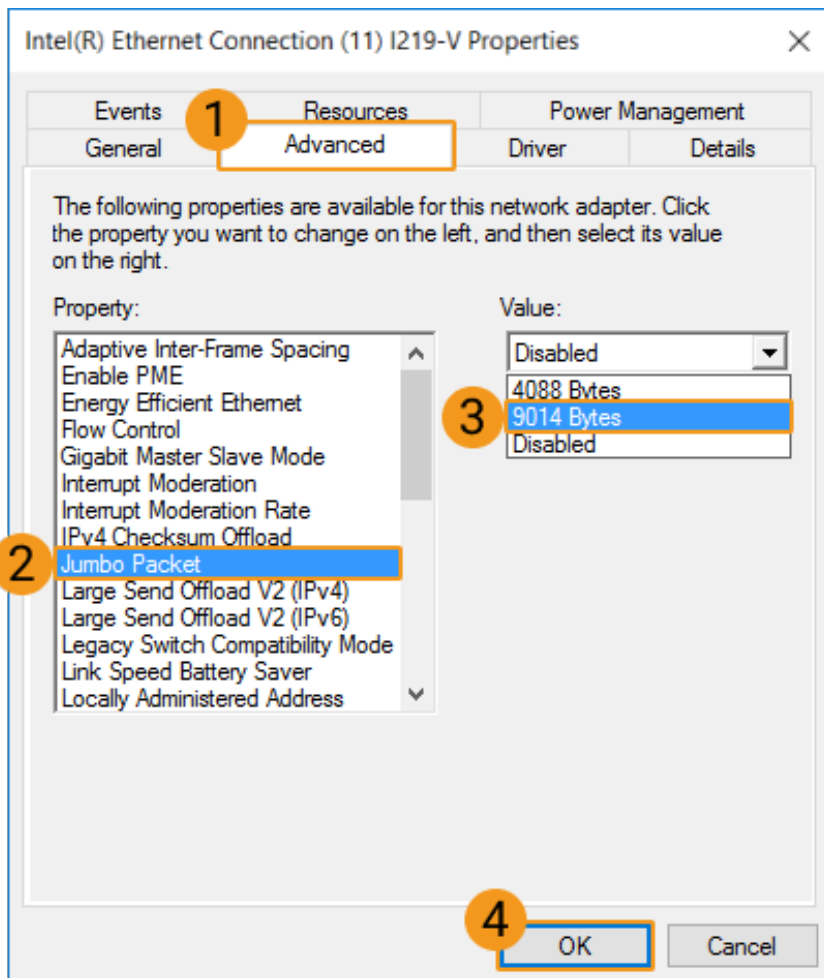 Intel(R) Ethernet Connection (11) I219-V Properties
Events
Resources
Power Management
1
General
Advanced
Driver
Details
The following properties are available for this network adapter. Click
the property you want to change on the left, and then select its value
on the right.
Property:
Value:
Adaptive Inter-Frame Spacing
Enable PME
Energy Efficient Ethernet
Flow Control
Gigabit Master Slave Mode
Interrupt Moderation
Interrupt Moderation Rate
IPv4 Checksum Offload
2
Jumbo Packet
Large Send Offload V2 (IPv4)
Large Send Offload V2 (IPv6)
Legacy Switch Compatibility Mode
Link Speed Battery Saver
Locally Administered Address
Disabled
4088 Bytes
3
9014 Bytes
Disabled
4
OK
Cancel